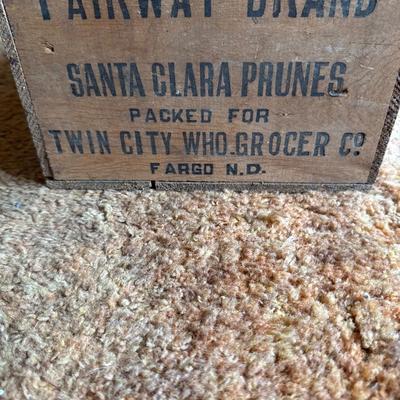 FAIRWAY BRAND
SANTA CLARA PRUNES
PACKED FOR
TWIN CITY WHO. GROCER CO
FARGO N.D.